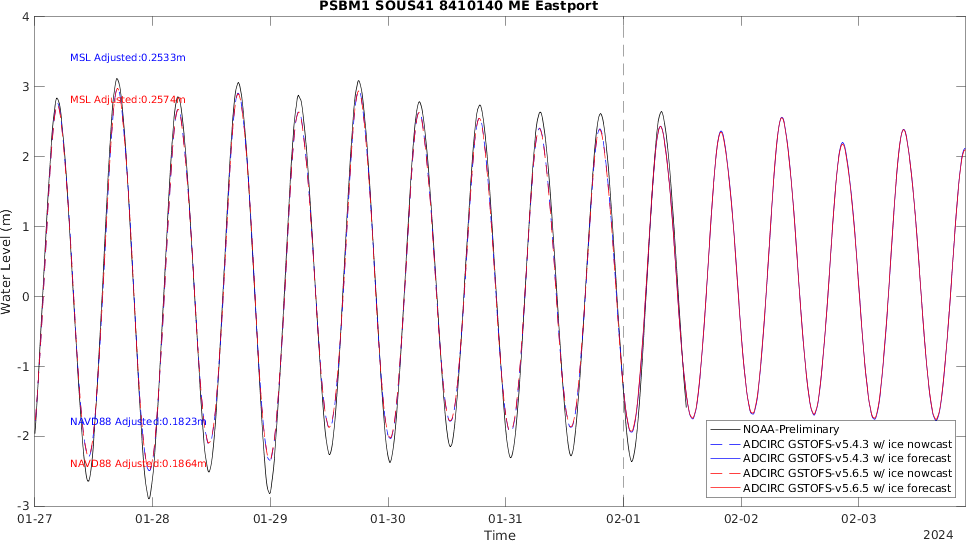 PSBM1 SOUS41 8410140 ME Eastport
4
3
2
1
0
-1
-2
-3
Water Level (m)
MSL Adjusted:0.2533m
MSL Adjusted:0.2574m
NAVD88 Adjusted:0.1823m
NAVD88 Adjusted:0.1864m
NOAA-Preliminary
ADCIRC GSTOFS-v5.4.3 w/ ice nowcast
ADCIRC GSTOFS-v5.4.3 w/ ice forecast
ADCIRC GSTOFS-v5.6.5 w/ ice nowcast
ADCIRC GSTOFS-v5.6.5 w/ ice forecast
01-27 01-28 01-29 01-30 01-31 02-01 02-02 02-03
Time
2024